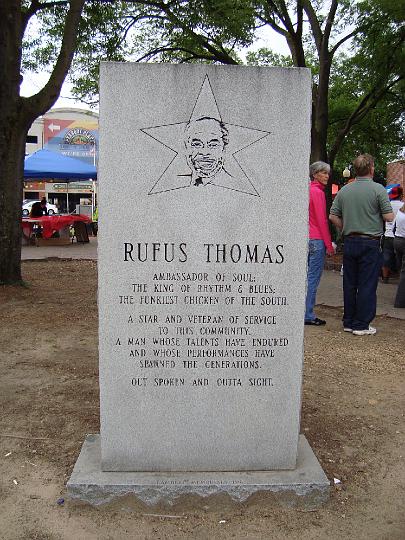 RUFUS THOMAS
AMBASSADOR OF SOUL;
THE KING OF RHYTHM & BLUES;
THE FUNKIEST CHICKEN OF THE SOUTH.
A STAR AND VETERAN OF SERVICE
TO THIS COMMUNITY.
A MAN WHOSE TALENTS HAVE ENDURED
AND WHOSE PERFORMANCES HAVE
SPAWNED THE GENERATIONS.
OUT SPOKEN AND OUTTA SIGHT.